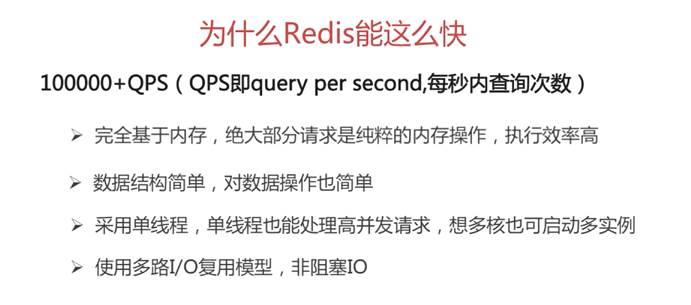 为什么Redis能这么快
100000+QPS（QPS即query per second,每秒内查询次数）
➢ 完全基于内存，绝大部分请求是纯粹的内存操作，执行效率高
➢ 数据结构简单，对数据操作也简单
➢ 采用单线程，单线程也能处理高并发请求，想多核也可启动多实例
➢ 使用多路I/O复用模型，非阻塞IO